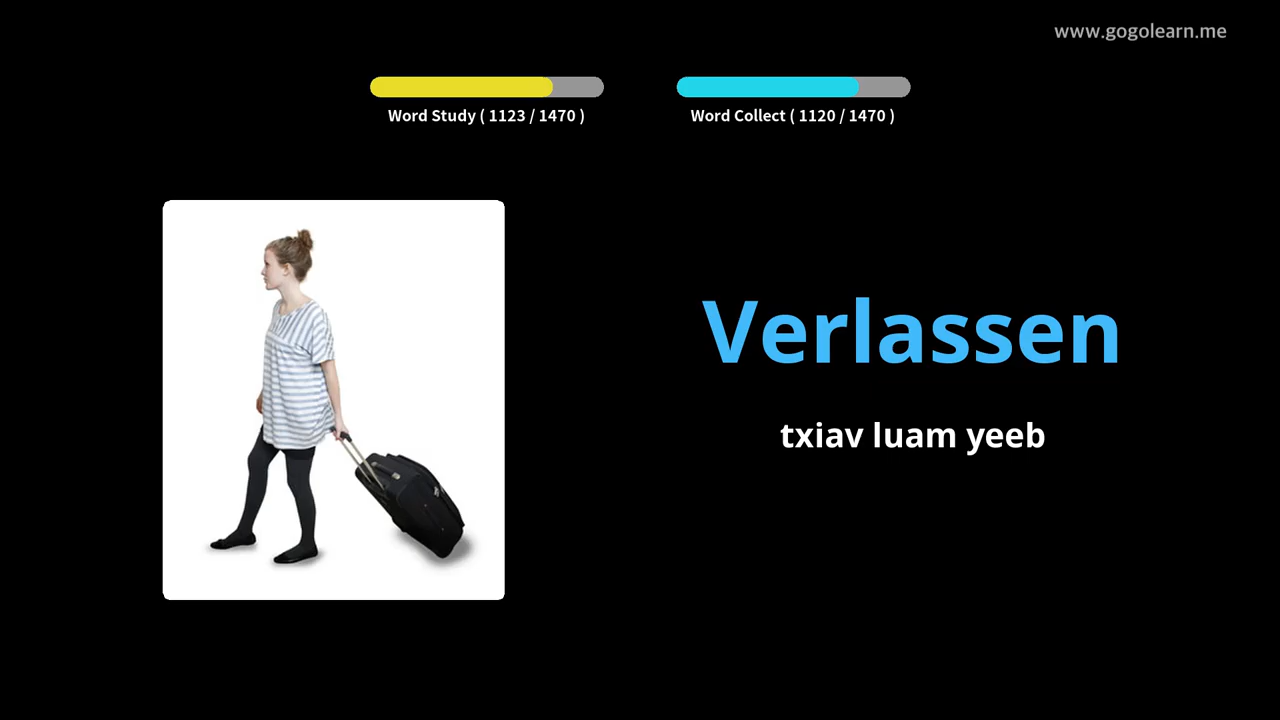 www.gogolearn.me
Word Study ( 1123 / 1470 )
Word Collect ( 1120 / 1470 )
Verlassen
txiav luam yeeb